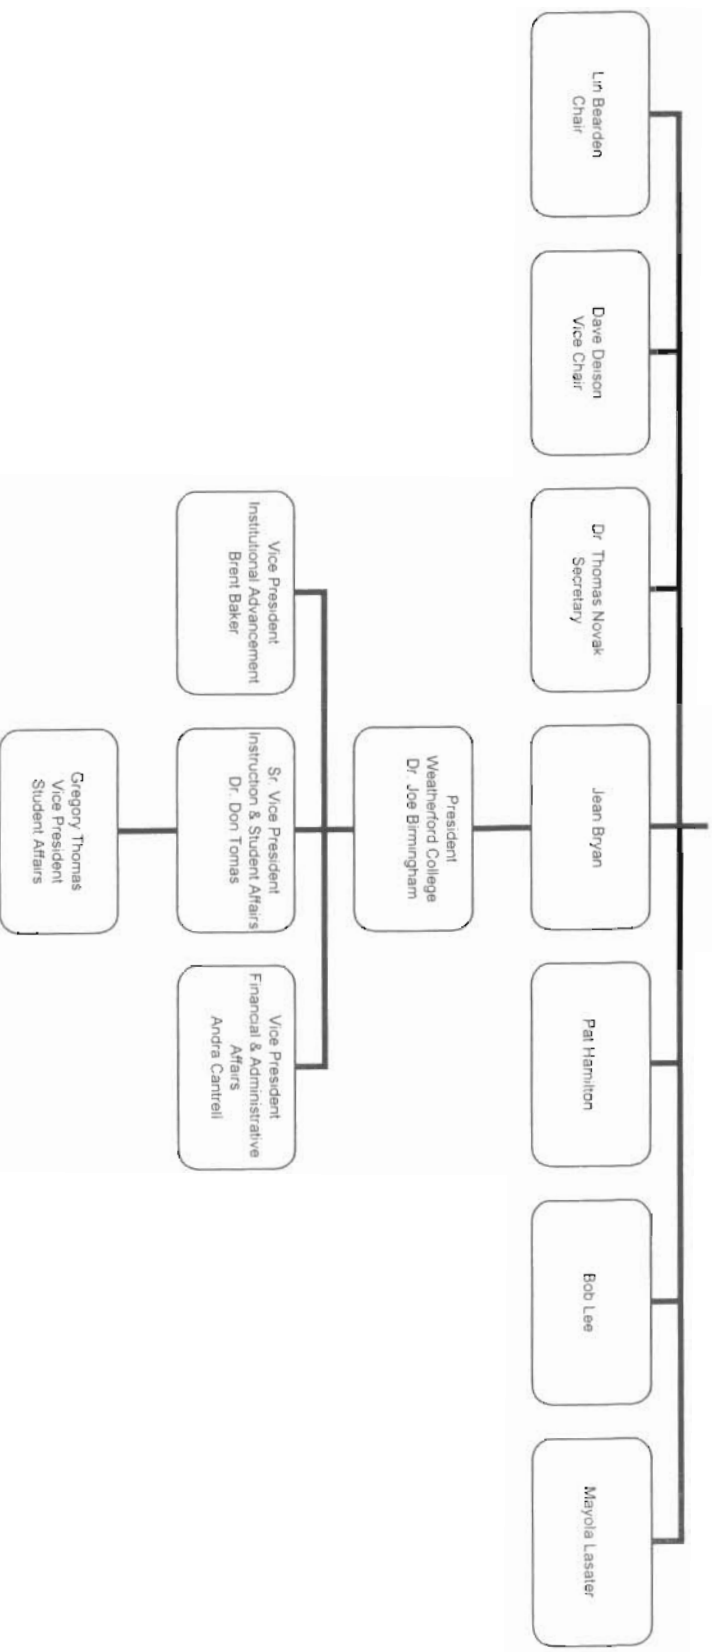 Lin Bearden
Chair
Dave Deison
Vice Chair
Dr. Thomas Novak
Secretary
Jean Bryan
Pat Hamilton
Bob Lee
Mayola Lasater
President
Weatherford College
Dr. Joe Birmingham
Vice President
Institutional Advancement
Brent Baker
Sr. Vice President
Instruction & Student Affairs
Dr. Don Tomas
Vice President
Financial & Administrative
Affairs
Andra Cantrell
Gregory Thomas
Vice President
Student Affairs